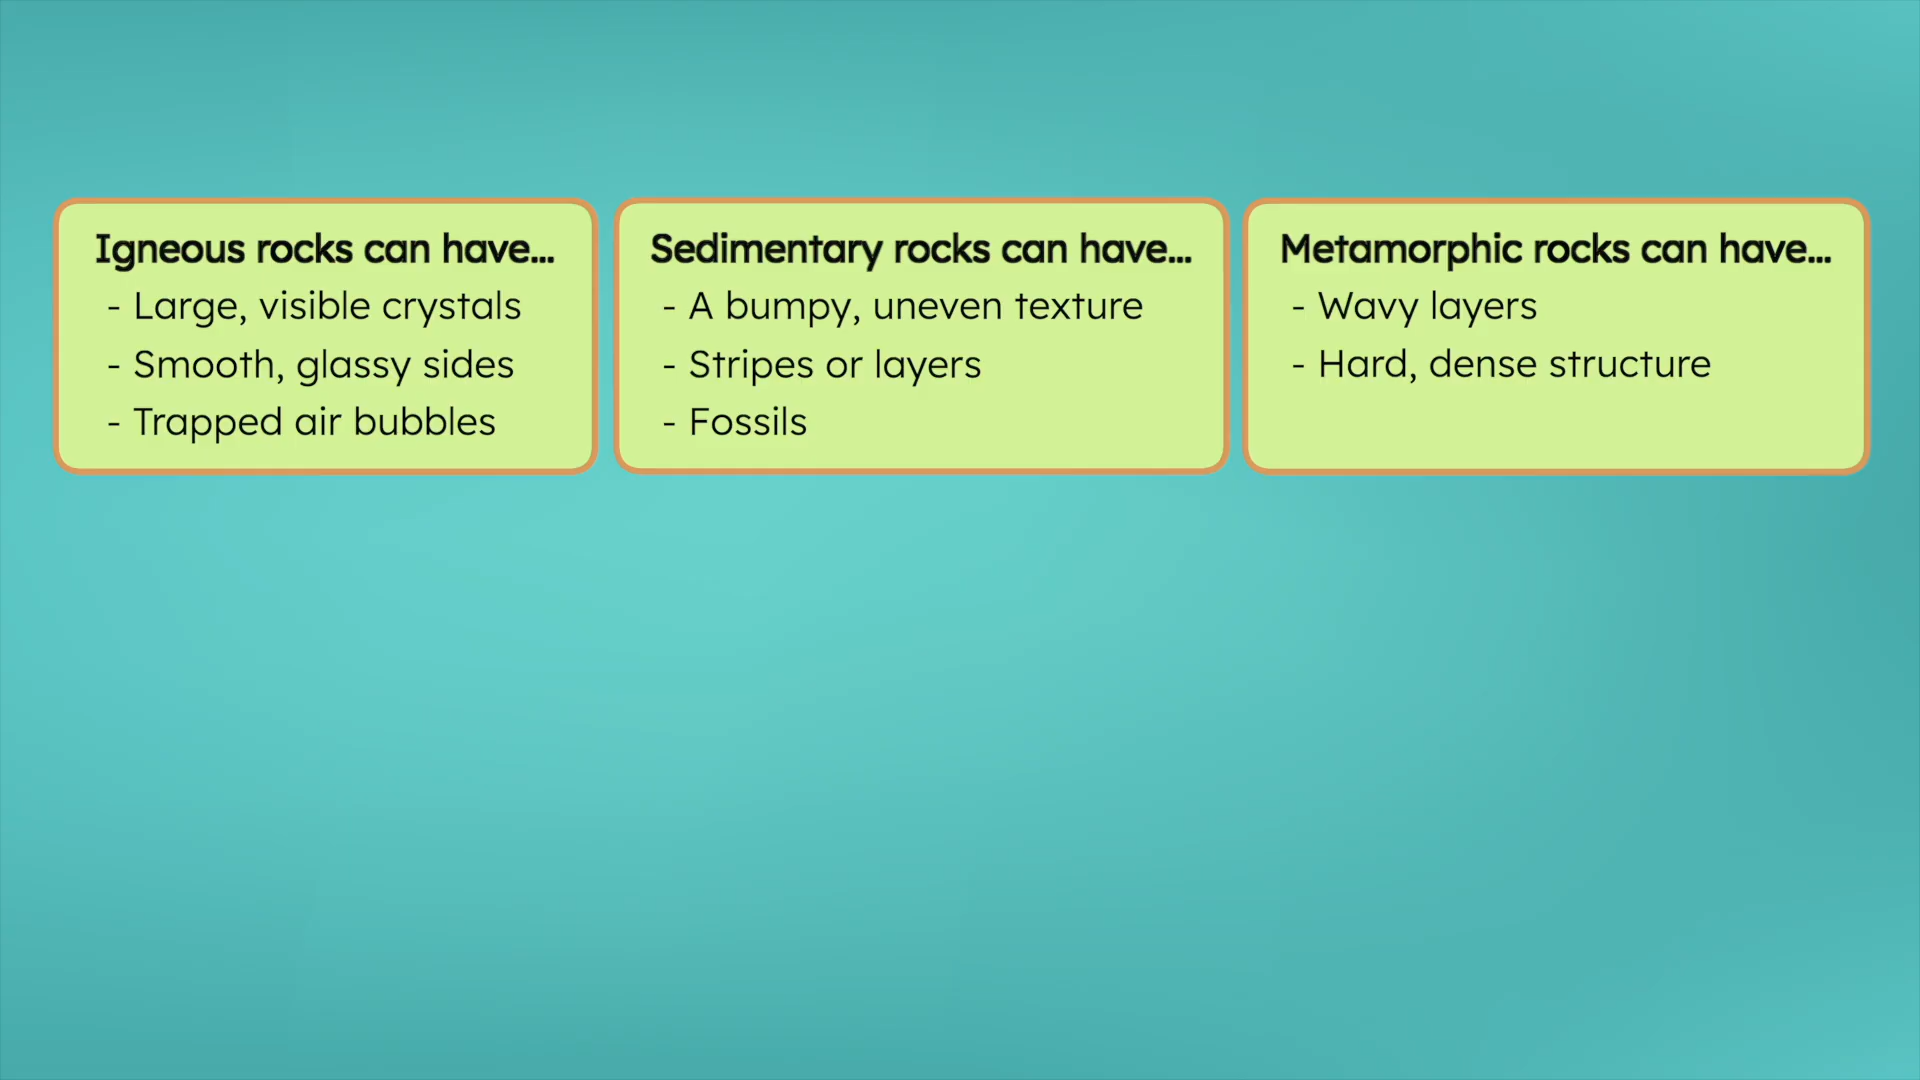 Igneous rocks can have...
- Large, visible crystals
- Smooth, glassy sides
- Trapped air bubbles
Sedimentary rocks can have...
- A bumpy, uneven texture
- Stripes or layers
- Fossils
Metamorphic rocks can have...
- Wavy layers
- Hard, dense structure